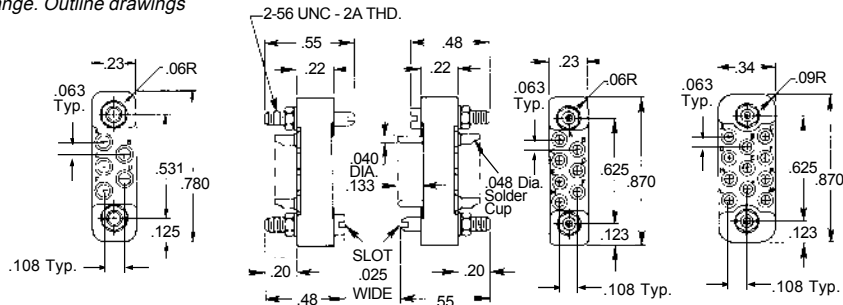 ange. Outline drawings
2-56 UNC - 2A THD.
.23
.06R
.063
Typ.
.531
.780
.125
.108 Typ.
.55
.22
.20
.48
.48
.22
.040
DIA.
.133
.048 Dia.
Solder
Cup
SLOT
.025
WIDE
.20
.55
.23
.06R
.063
Typ.
.625
.870
.123
.108 Typ.
.34
.09R
.063
Typ.
.625
.870
.123
.108 Typ.